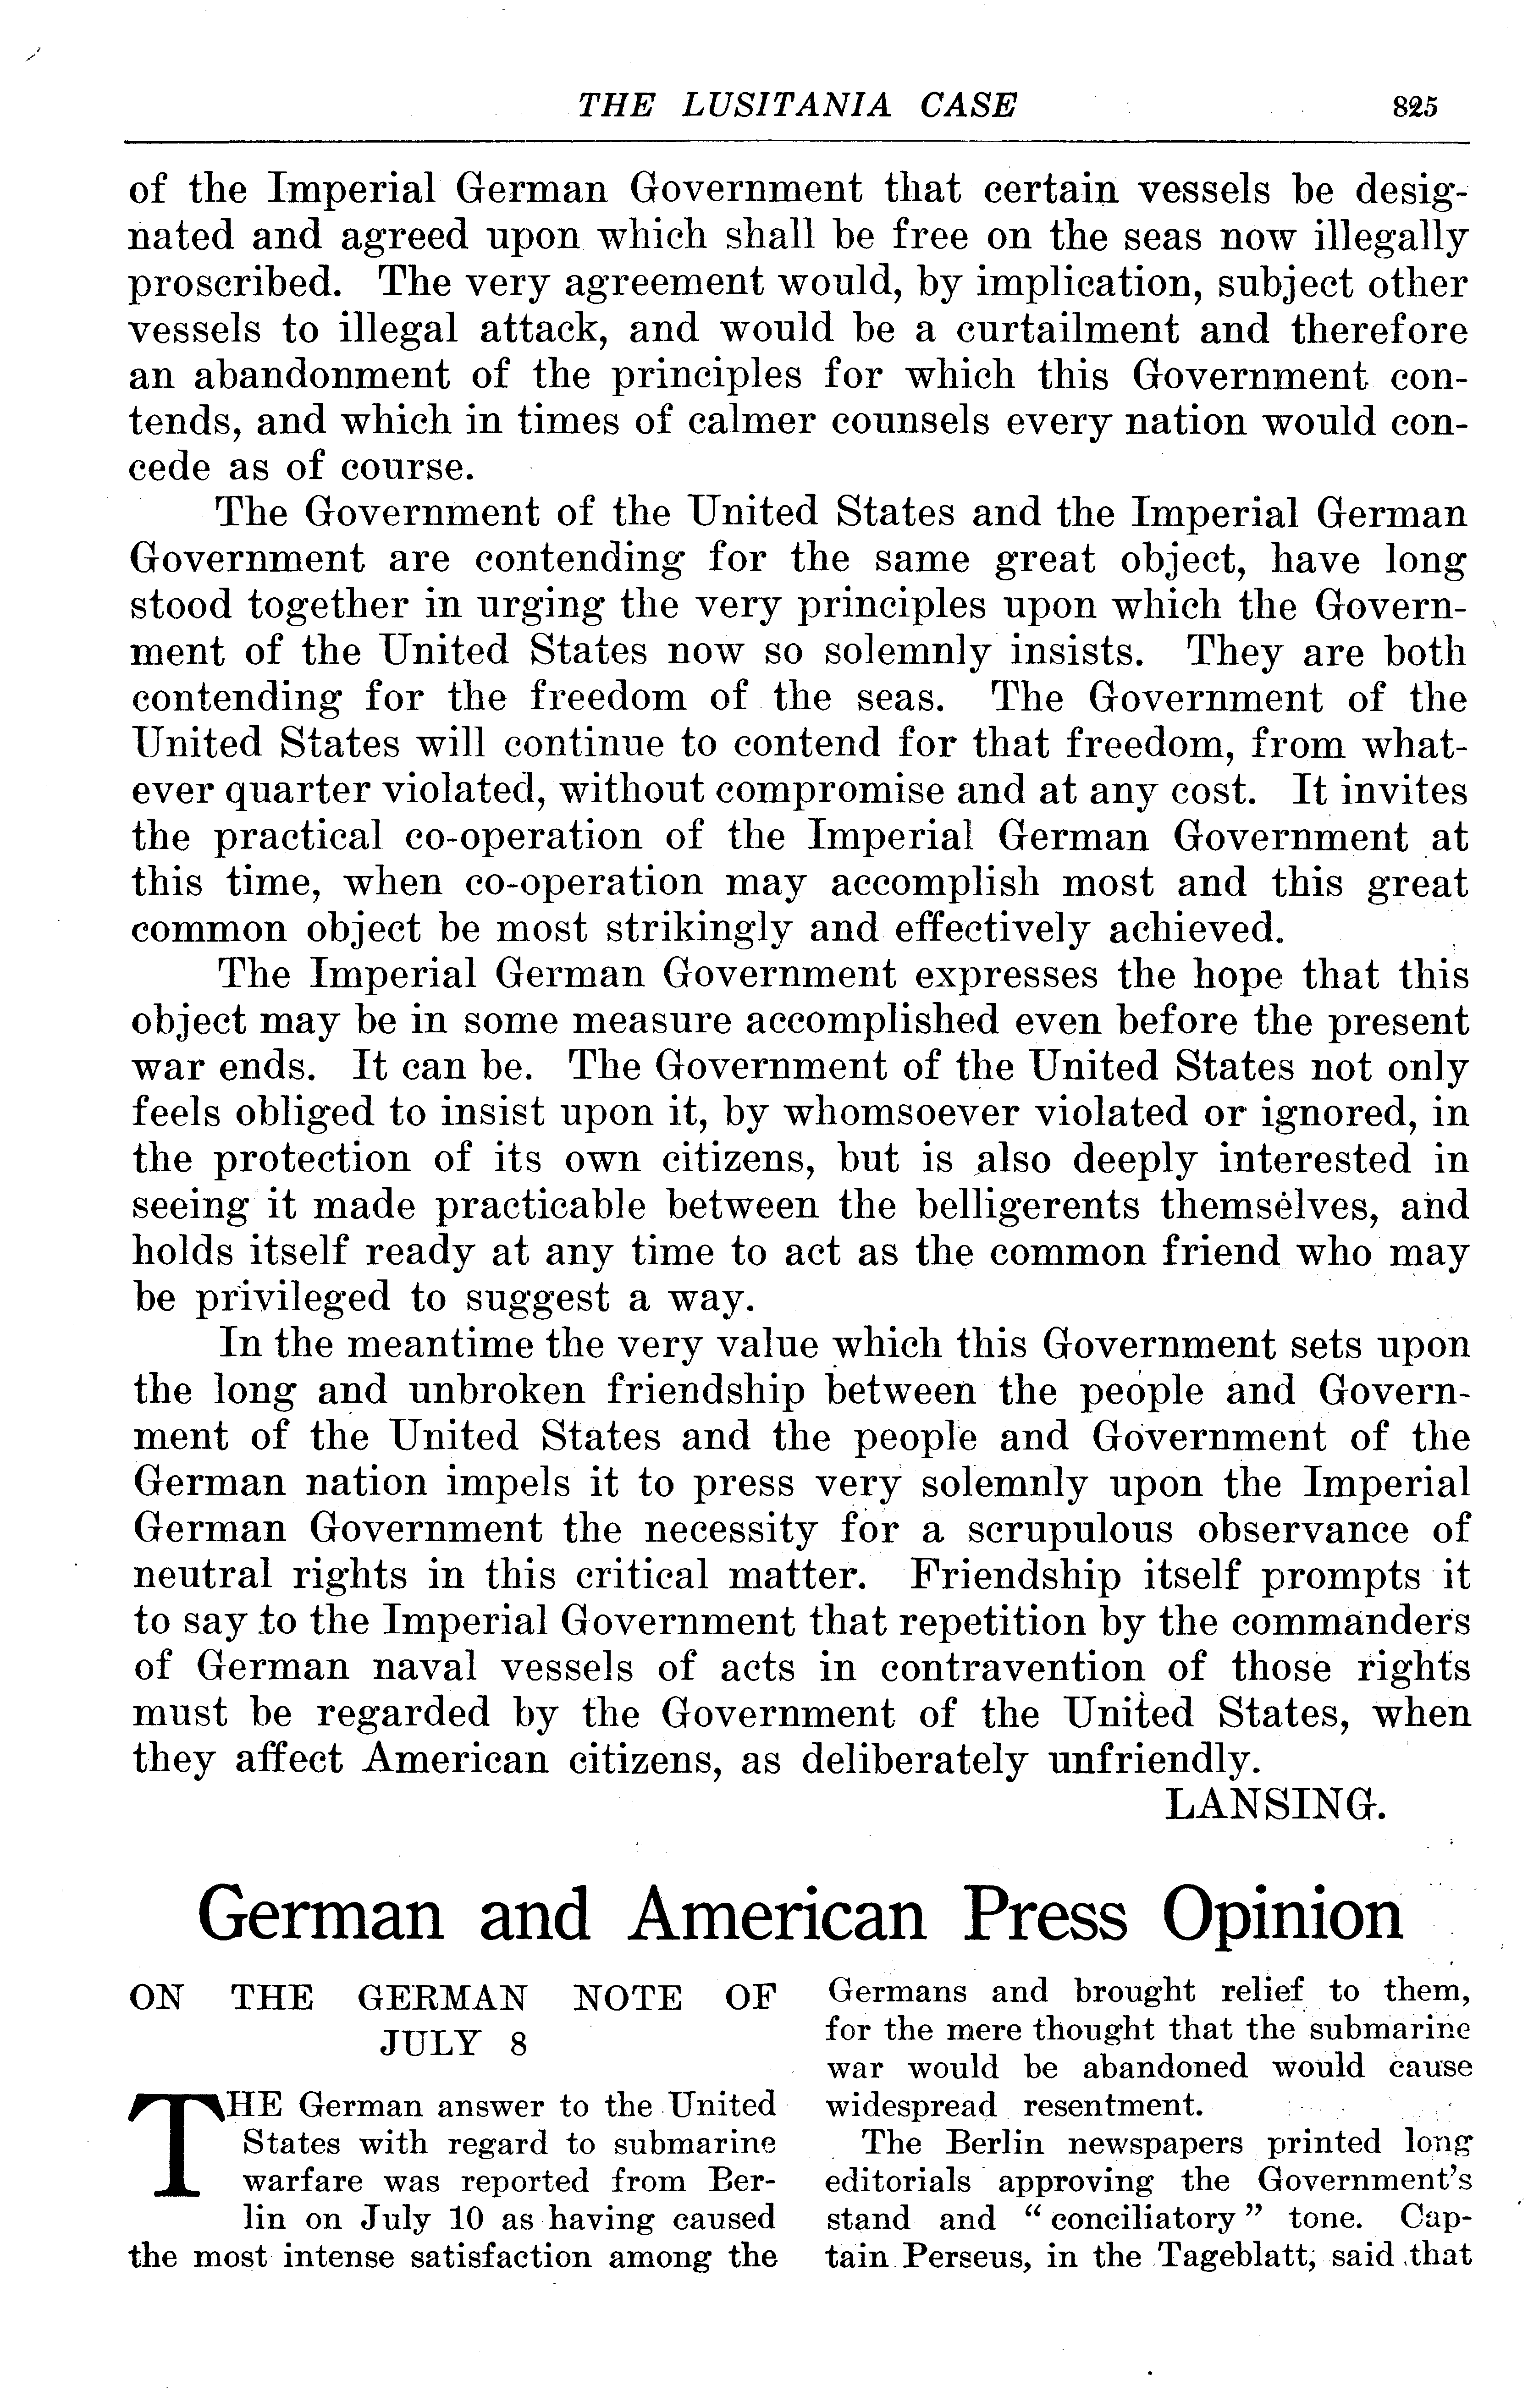 THE LUSITANIA CASE 825
of the Imperial German Government that certain vessels be desig-
nated and agreed upon which shall be free on the seas now illegally
proscribed. The very agreement would, by implication, subject other
vessels to illegal attack, and would be a curtailment and therefore
an abandonment of the principles for which this Government con-
tends, and which in times of calmer counsels every nation would con-
cede as of course.
The Government of the United States and the Imperial German
Government are contending for the same great object, have long
stood together in urging the very principles upon which the Govern-
ment of the United States now so solemnly insists. They are both
contending for the freedom of the seas. The Government of the
United States will continue to contend for that freedom, from what-
ever quarter violated, without compromise and at any cost. It invites
the practical co-operation of the Imperial German Government at
this time, when co-operation may accomplish most and this great
common object be most strikingly and effectively achieved.
The Imperial German Government expresses the hope that this
object may be in some measure accomplished even before the present
war ends. It can be. The Government of the United States not only
feels obliged to insist upon it, by whomsoever violated or ignored, in
the protection of its own citizens, but is also deeply interested in
seeing it made practicable between the belligerents themselves, and
holds itself ready at any time to act as the common friend who may
be privileged to suggest a way.
In the meantime the very value which this Government sets upon
the long and unbroken friendship between the people and Govern-
ment of the United States and the people and Government of the
German nation impels it to press very solemnly upon the Imperial
German Government the necessity for a scrupulous observance of
neutral rights in this critical matter. Friendship itself prompts it
to say to the Imperial Government that repetition by the commanders
of German naval vessels of acts in contravention of those rights
must be regarded by the Government of the United States, when
they affect American citizens, as deliberately unfriendly.
LANSING.
German and American Press Opinion
ON THE GERMAN NOTE OF
JULY 8
THE German answer to the United
States with regard to submarine
warfare was reported from Ber-
lin on July 10 as having caused
the most intense satisfaction among the
Germans and brought relief to them,
for the mere thought that the submarine
war would be abandoned would cause
widespread resentment.
The Berlin newspapers printed long
editorials approving the Government's
stand and "conciliatory" tone. Cap-
tain Perseus, in the Tageblatt, said that